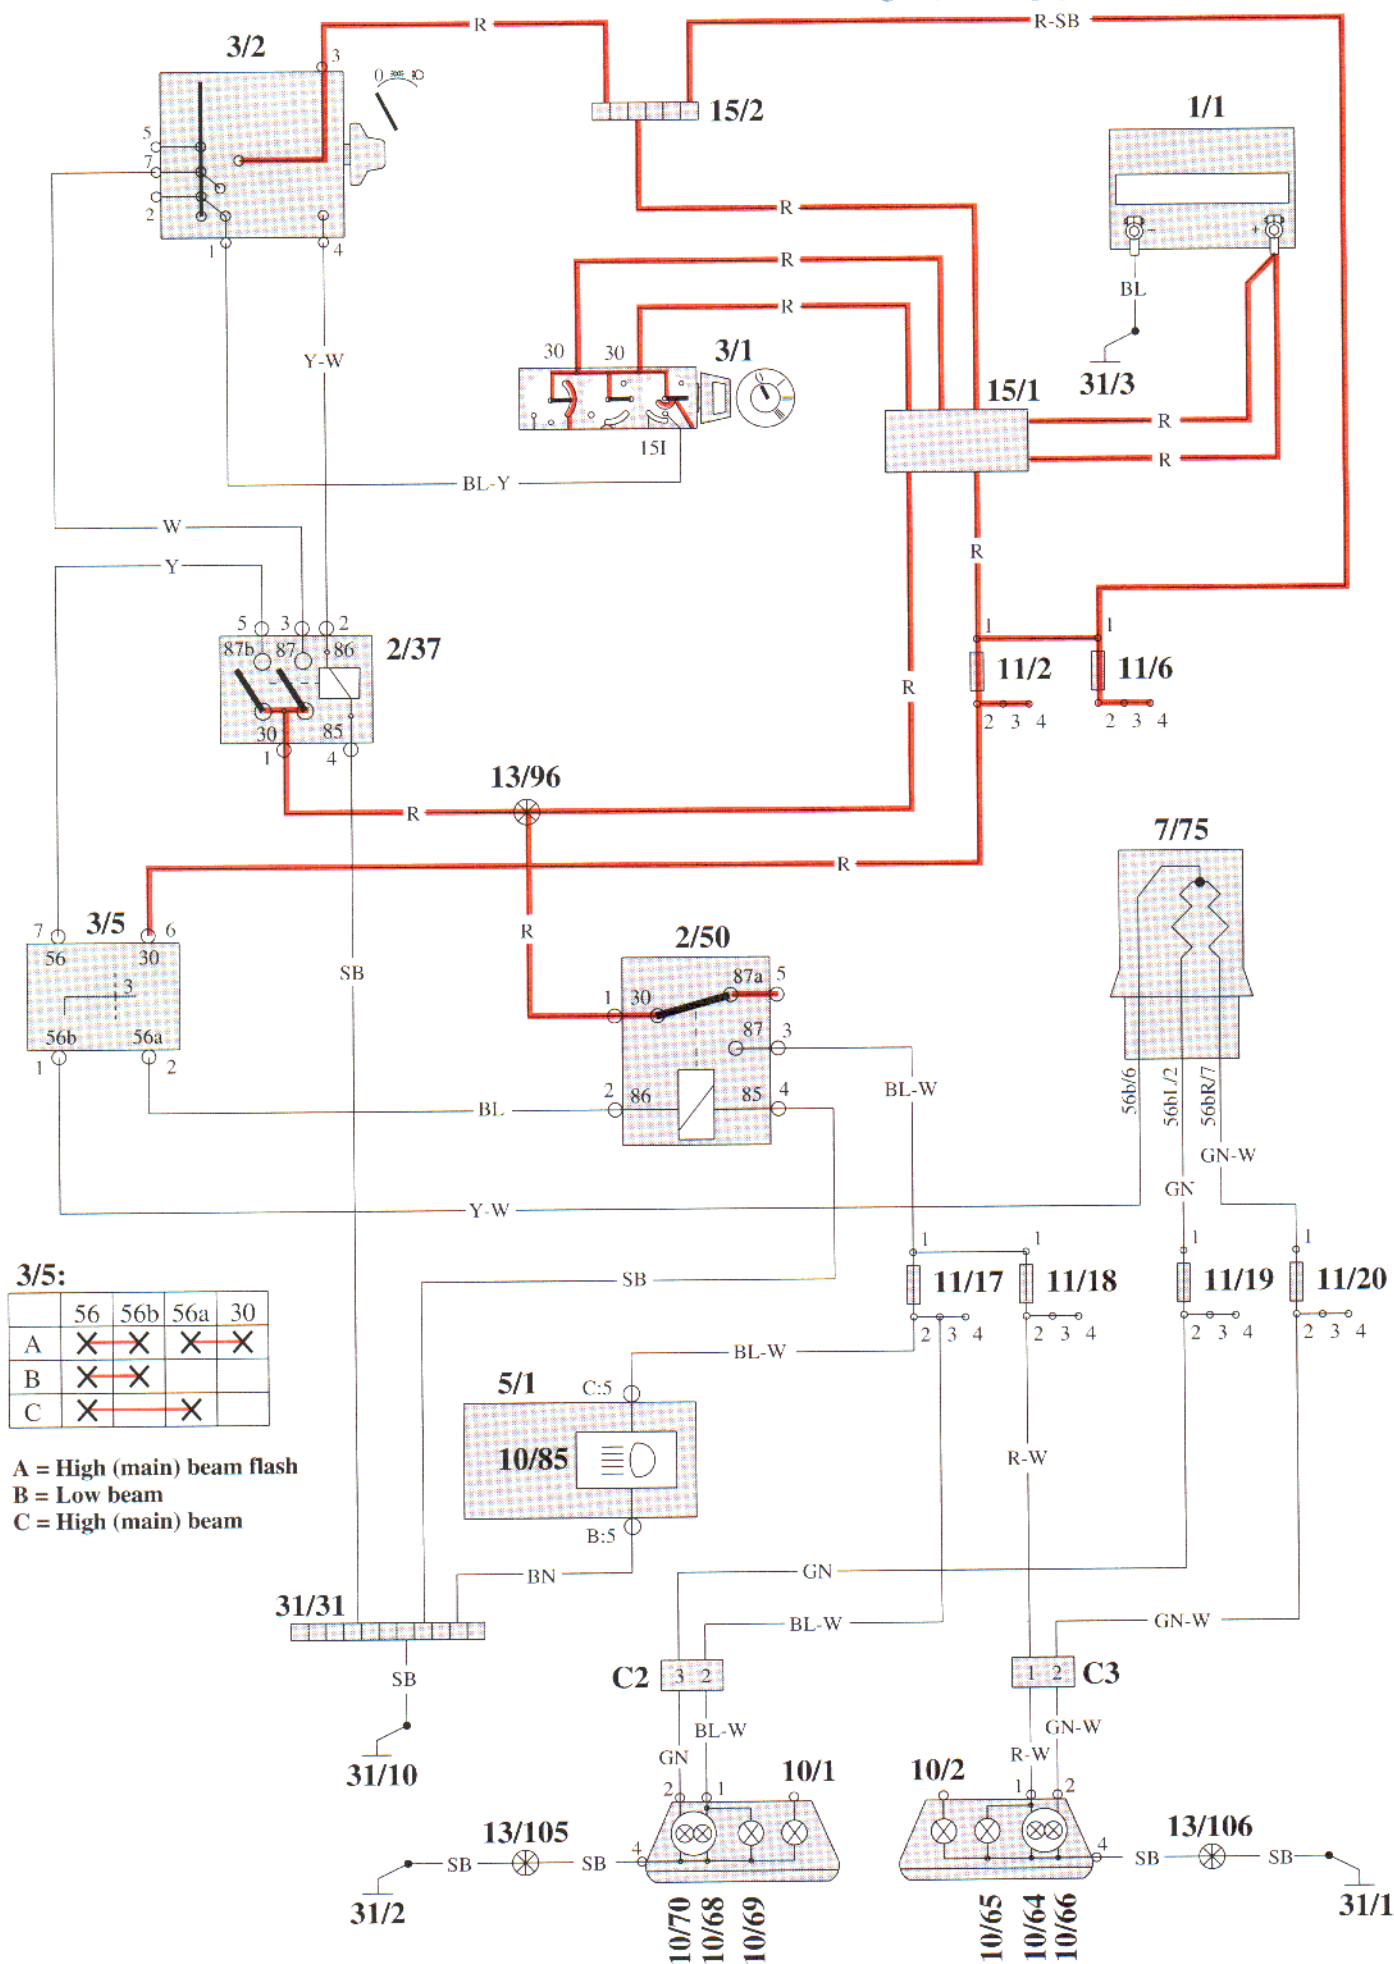 R
R-SB
3/2
3
0
15/2
1/1
5
7
2
1
4
R
R
R
- +
BL
31/3
Y-W
30
30
3/1
0
15/1
R
R
15I
BL-Y
W
Y
R
5
3
2
87b
87
86
2/37
30
85
1
4
1
1
11/2
11/6
2 3 4
2 3 4
R
13/96
R
R
7/75
3/5
7
6
56
30
3
56b
56a
1
2
SB
R
2/50
87a
5
1
30
87
3
2
86
85
4
BL
BL-W
56b/6
56bL/2
56bR/7
GN-W
GN
Y-W
SB
1
1
1
1
11/17
11/18
11/19
11/20
2 3 4
2 3 4
2 3 4
2 3 4
3/5:
56 56b 56a 30
A X X X X
B X X
C X X
A = High (main) beam flash
B = Low beam
C = High (main) beam
BL-W
5/1
C:5
10/85
B:5
R-W
BN
GN
31/31
BL-W
GN-W
SB
C2
3 2
1 2
C3
BL-W
GN
GN-W
R-W
31/10
2
1
10/1
10/2
1
2
13/105
4
SB
SB
31/2
4
13/106
SB
SB
31/1
10/70
10/68
10/69
10/65
10/64
10/66